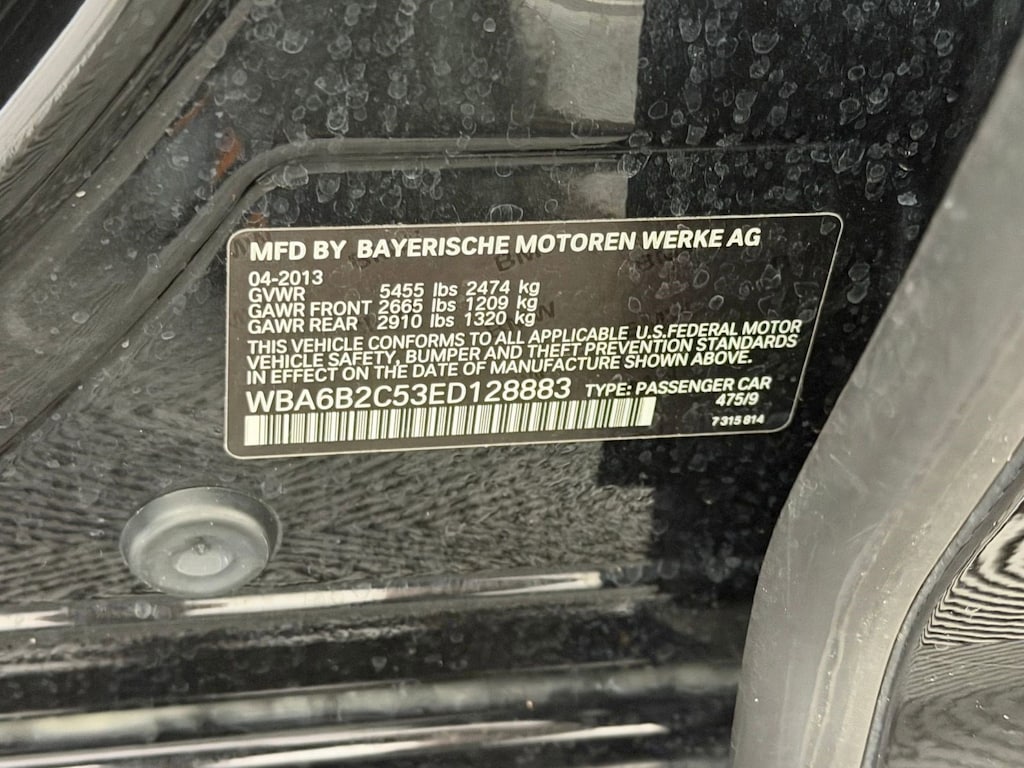 MFD BY BAYERISCHE MOTOREN WERKE AG
04-2013
GVWR 5455 lbs 2474 kg
GAWR FRONT 2665 lbs 1209 kg
GAWR REAR 2910 lbs 1320 kg
THIS VEHICLE CONFORMS TO ALL APPLICABLE U.S.FEDERAL MOTOR
VEHICLE SAFETY, BUMPER AND THEFT PREVENTION STANDARDS
IN EFFECT ON THE DATE OF MANUFACTURE SHOWN ABOVE.
WBA6B2C53ED128883 TYPE: PASSENGER CAR
475/9
7 315 814